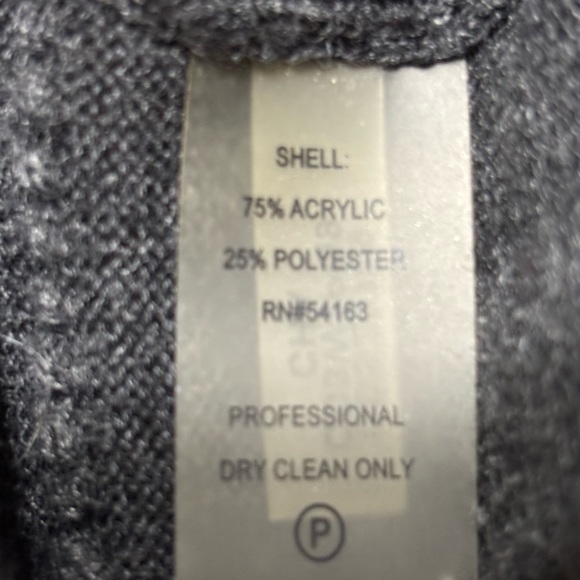 SHELL:
75% ACRYLIC
25% POLYESTER
RN#54163
PROFESSIONAL
DRY CLEAN ONLY
P